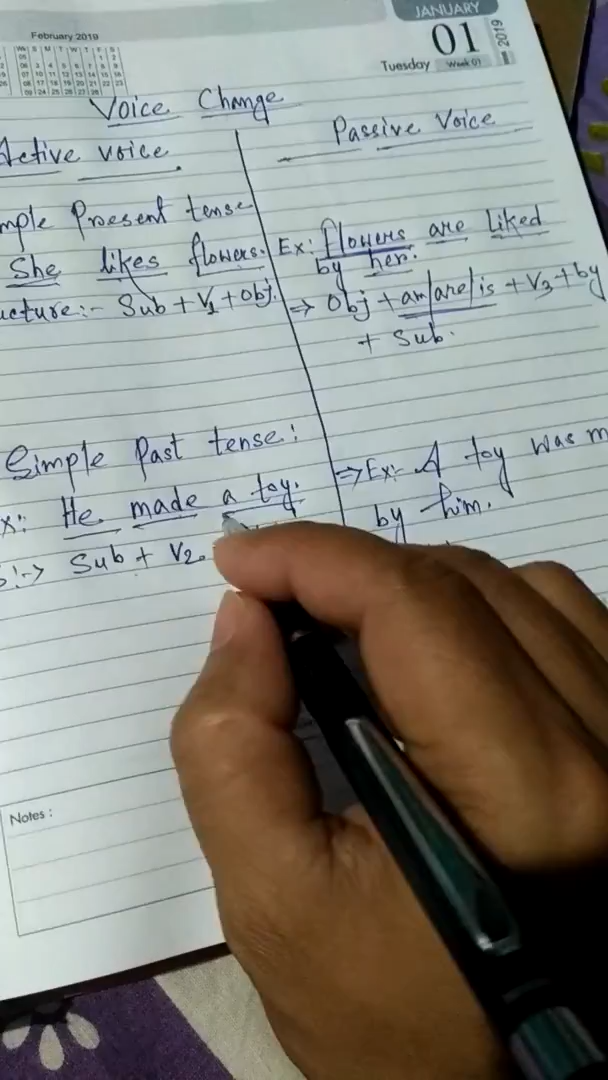 February 2019
JANUARY
01
2019
Tuesday Week 01
Voice Change
Active voice
Passive Voice
Present tense
She likes flowers.
Ex: flowers are liked
by her.
Sub + V1 + Obj.
=> Obj + am/are/is + V3 + by
+ Sub.
Simple Past tense:
He made a toy.
=> Ex:- A toy was
by him.
Sub + V2.
Notes :